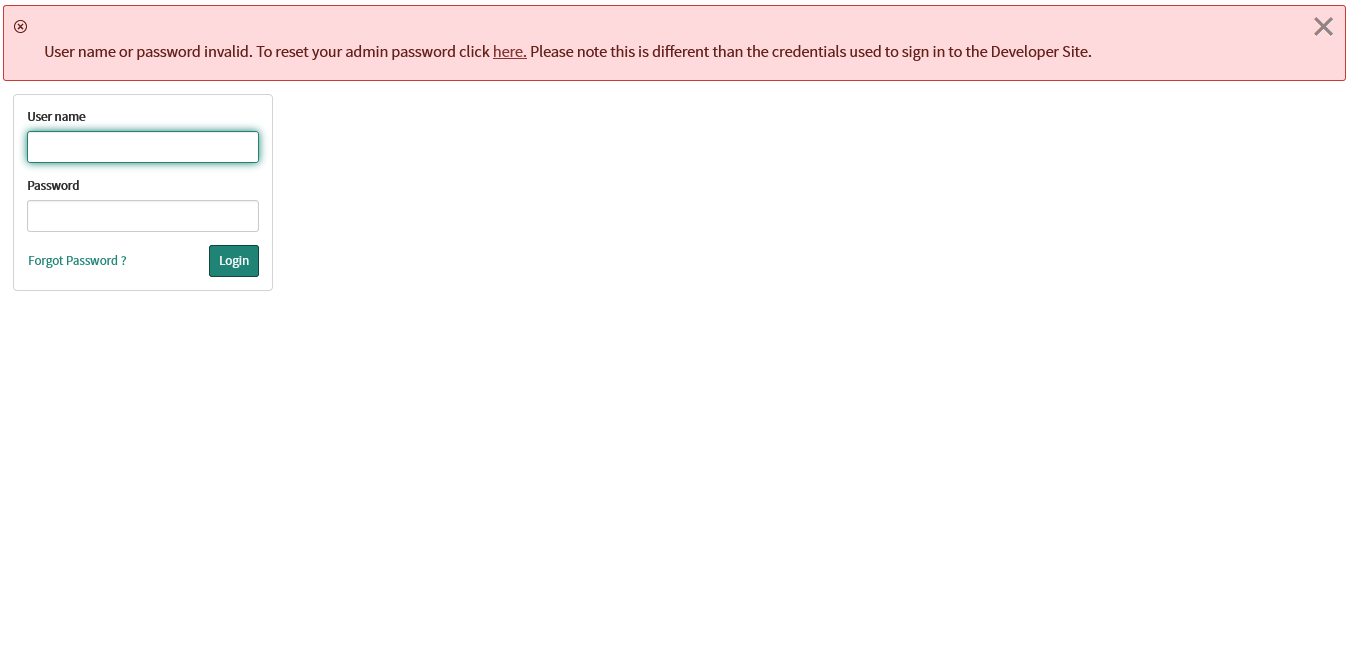 User name or password invalid. To reset your admin password click here. Please note this is different than the credentials used to sign in to the Developer Site.
User name
Password
Forgot Password ?
Login